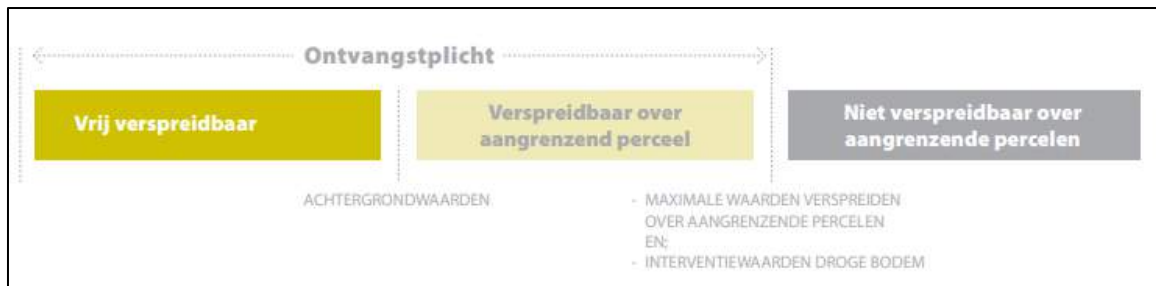 Ontvangstplicht
Vrij verspreidbaar
Verspreidbaar over
aangrenzend perceel
Niet verspreidbaar over
aangrenzende percelen
ACHTERGRONDWAARDEN
- MAXIMALE WAARDEN VERSPREIDEN
OVER AANGRENZENDE PERCELEN
EN;
- INTERVENTIEWAARDEN DROGE BODEM